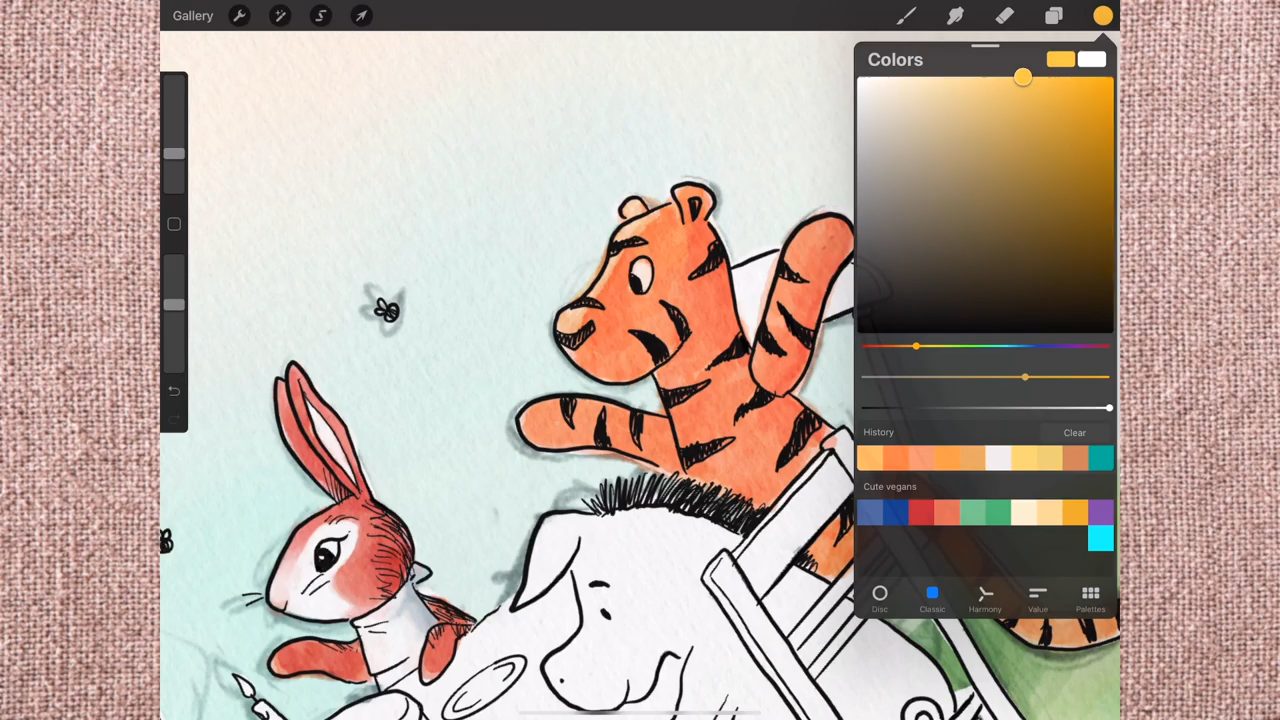 Gallery
Colors
History
Clear
Cute vegans
Disc
Classic
Harmony
Value
Palettes